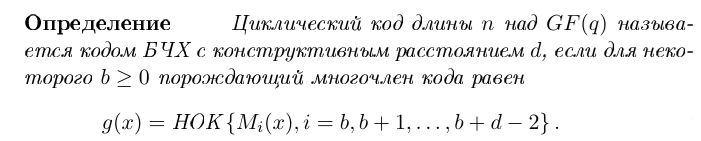 Определение Циклический код длины n над GF(q) называ-
ется кодом БЧХ с конструктивным расстоянием d, если для неко-
торого b ≥ 0 порождающий многочлен кода равен
g(x) = НОК{M_i(x), i = b, b + 1, . . . , b + d − 2} .